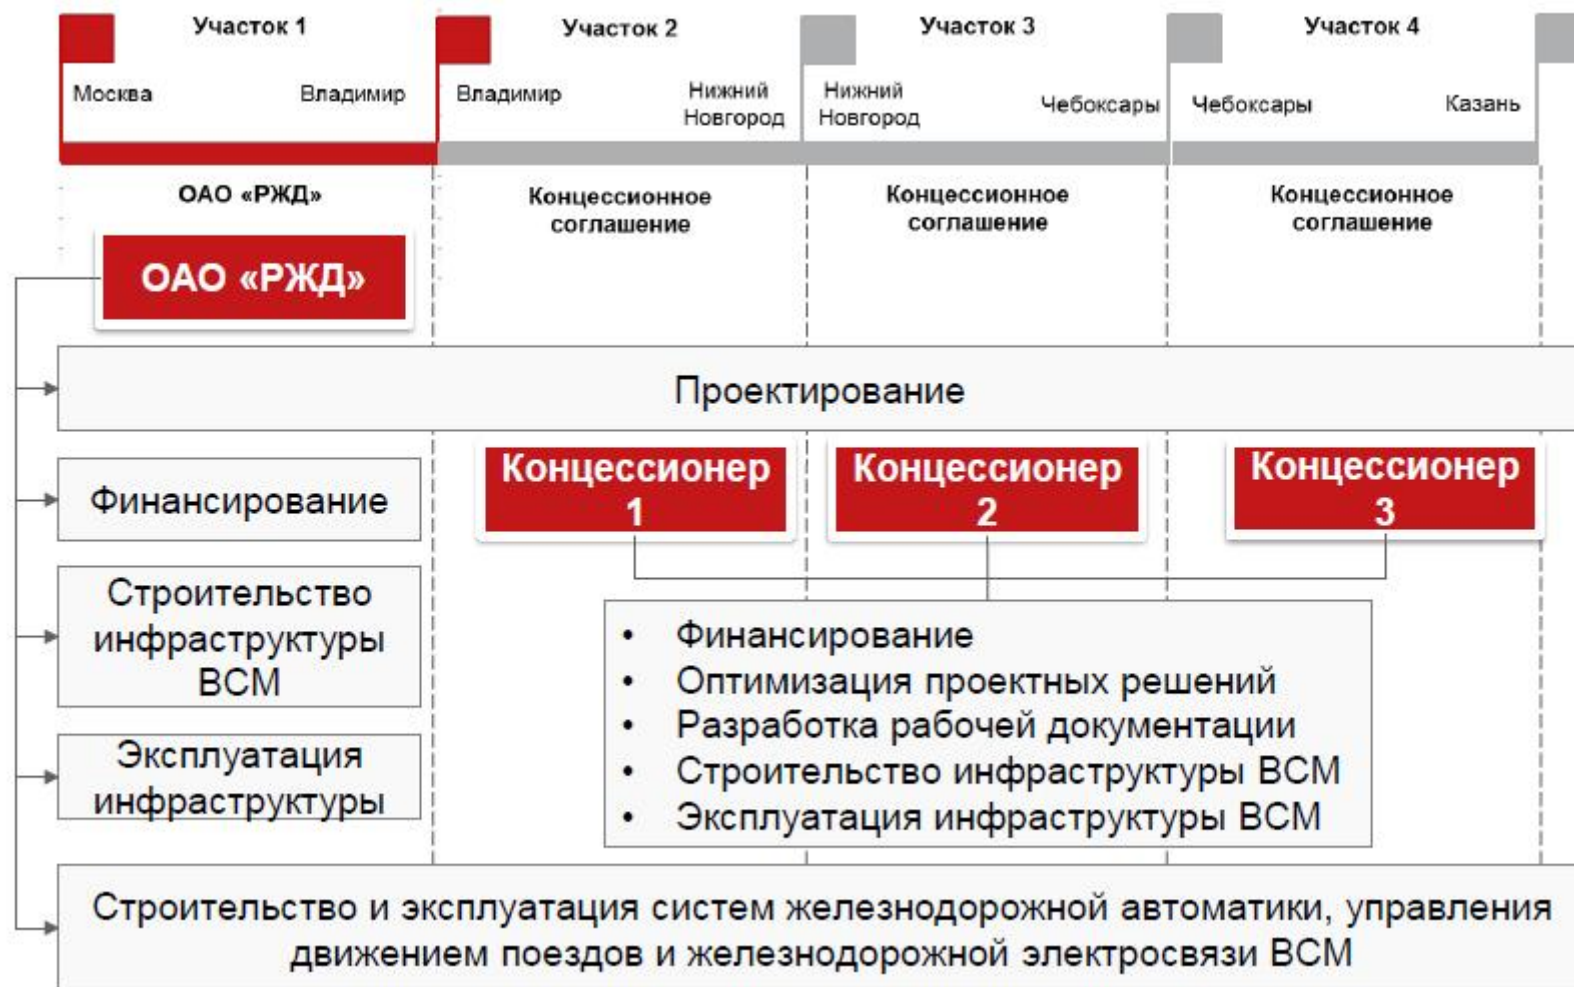 Участок 1
Участок 2
Участок 3
Участок 4
Москва
Владимир
Владимир
Нижний
Новгород
Нижний
Новгород
Чебоксары
Чебоксары
Казань
ОАО «РЖД»
Концессионное
соглашение
Концессионное
соглашение
Концессионное
соглашение
ОАО «РЖД»
Проектирование
Финансирование
Концессионер
1
Концессионер
2
Концессионер
3
Строительство
инфраструктуры
ВСМ
Эксплуатация
инфраструктуры
• Финансирование
• Оптимизация проектных решений
• Разработка рабочей документации
• Строительство инфраструктуры ВСМ
• Эксплуатация инфраструктуры ВСМ
Строительство и эксплуатация систем железнодорожной автоматики, управления
движением поездов и железнодорожной электросвязи ВСМ